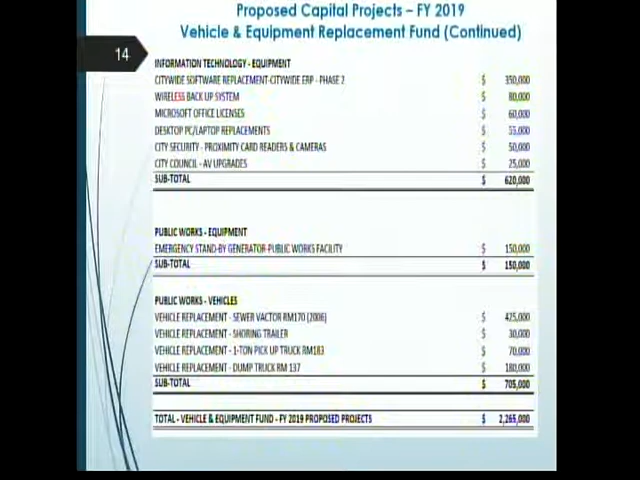 Proposed Capital Projects – FY 2019
Vehicle & Equipment Replacement Fund (Continued)
14
INFORMATION TECHNOLOGY - EQUIPMENT
CITYWIDE SOFTWARE REPLACEMENT-CITYWIDE ERP - PHASE 2 $ 350,000
WIRELESS BACK UP SYSTEM $ 80,000
MICROSOFT OFFICE LICENSES $ 60,000
DESKTOP PC/LAPTOP REPLACEMENTS $ 55,000
CITY SECURITY - PROXIMITY CARD READERS & CAMERAS $ 50,000
CITY COUNCIL - AV UPGRADES $ 25,000
SUB-TOTAL $ 620,000
PUBLIC WORKS - EQUIPMENT
EMERGENCY STAND-BY GENERATOR-PUBLIC WORKS FACILITY $ 150,000
SUB-TOTAL $ 150,000
PUBLIC WORKS - VEHICLES
VEHICLE REPLACEMENT - SEWER VACTOR RM170 (2006) $ 425,000
VEHICLE REPLACEMENT - SHORING TRAILER $ 30,000
VEHICLE REPLACEMENT - 1-TON PICK UP TRUCK RM183 $ 70,000
VEHICLE REPLACEMENT - DUMP TRUCK RM 137 $ 180,000
SUB-TOTAL $ 705,000
TOTAL - VEHICLE & EQUIPMENT FUND - FY 2019 PROPOSED PROJECTS $ 2,265,000